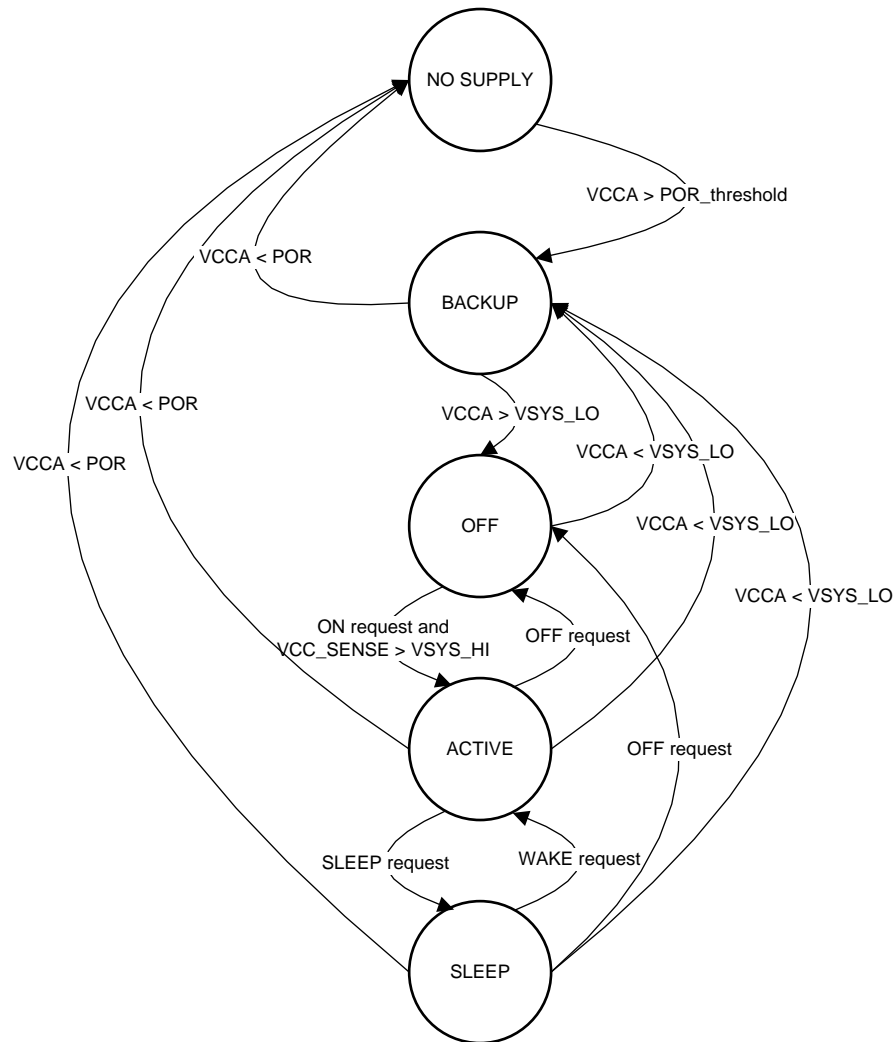 NO SUPPLY
VCCA > POR_threshold
VCCA < POR
BACKUP
VCCA < POR
VCCA > VSYS_LO
VCCA < VSYS_LO
VCCA < POR
OFF
VCCA < VSYS_LO
VCCA < VSYS_LO
ON request and
VCC_SENSE > VSYS_HI
OFF request
ACTIVE
OFF request
SLEEP request
WAKE request
SLEEP